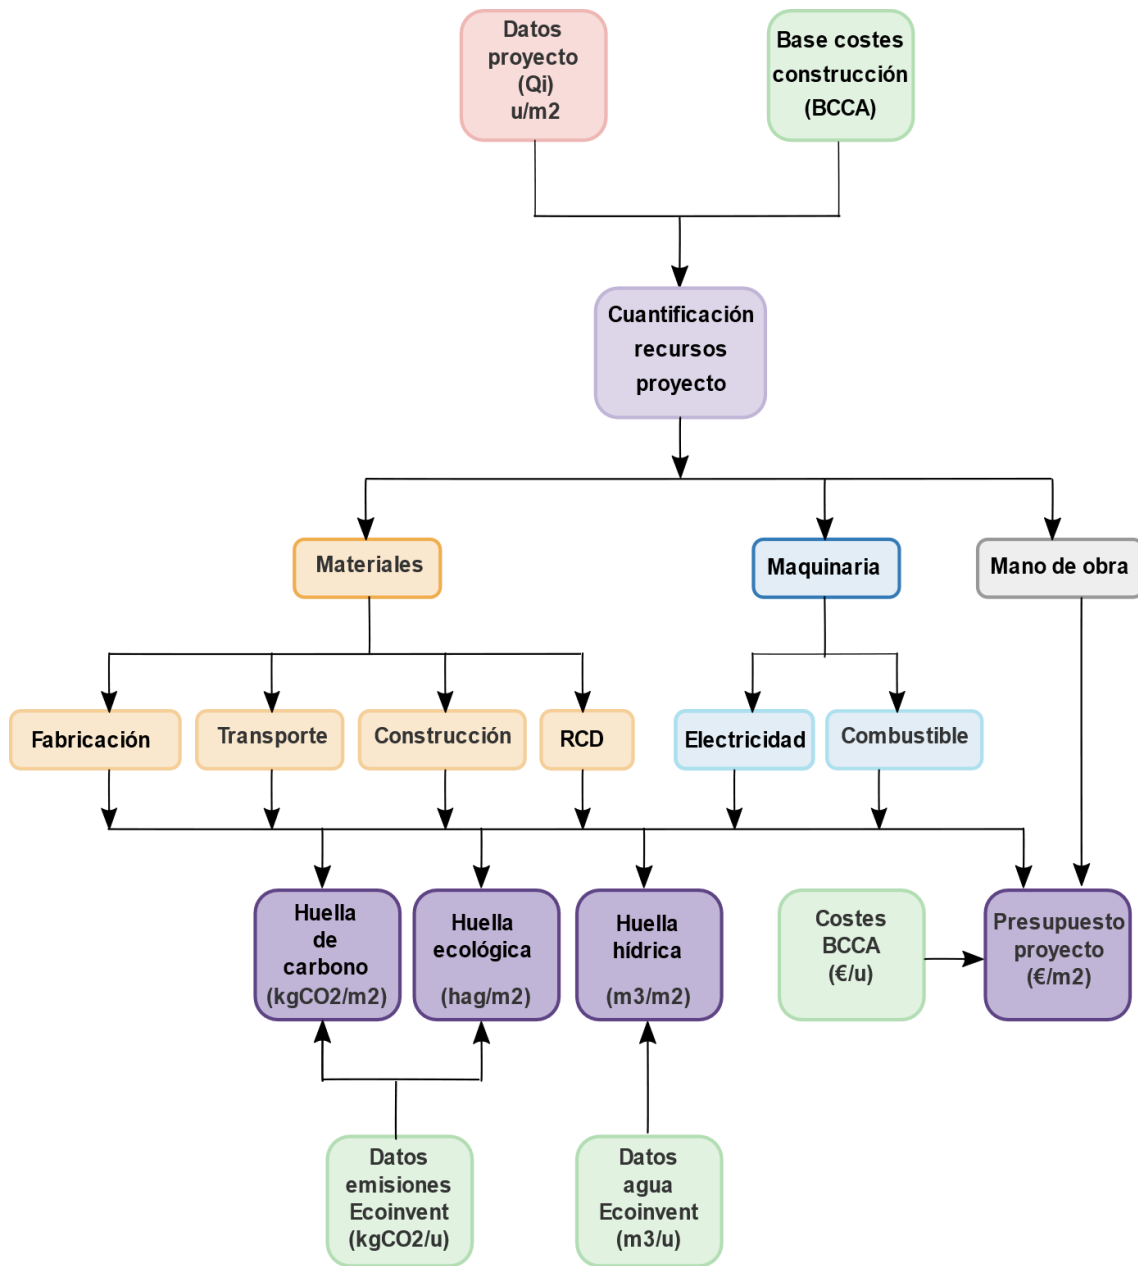 Datos
proyecto
(Qi)
u/m2
Base costes
construcción
(BCCA)
Cuantificación
recursos
proyecto
Materiales
Maquinaria
Mano de obra
Fabricación
Transporte
Construcción
RCD
Electricidad
Combustible
Huella
de
carbono
(kgCO2/m2)
Huella
ecológica
(hag/m2)
Huella
hídrica
(m3/m2)
Costes
BCCA
(€/u)
Presupuesto
proyecto
(€/m2)
Datos
emisiones
Ecoinvent
(kgCO2/u)
Datos
agua
Ecoinvent
(m3/u)